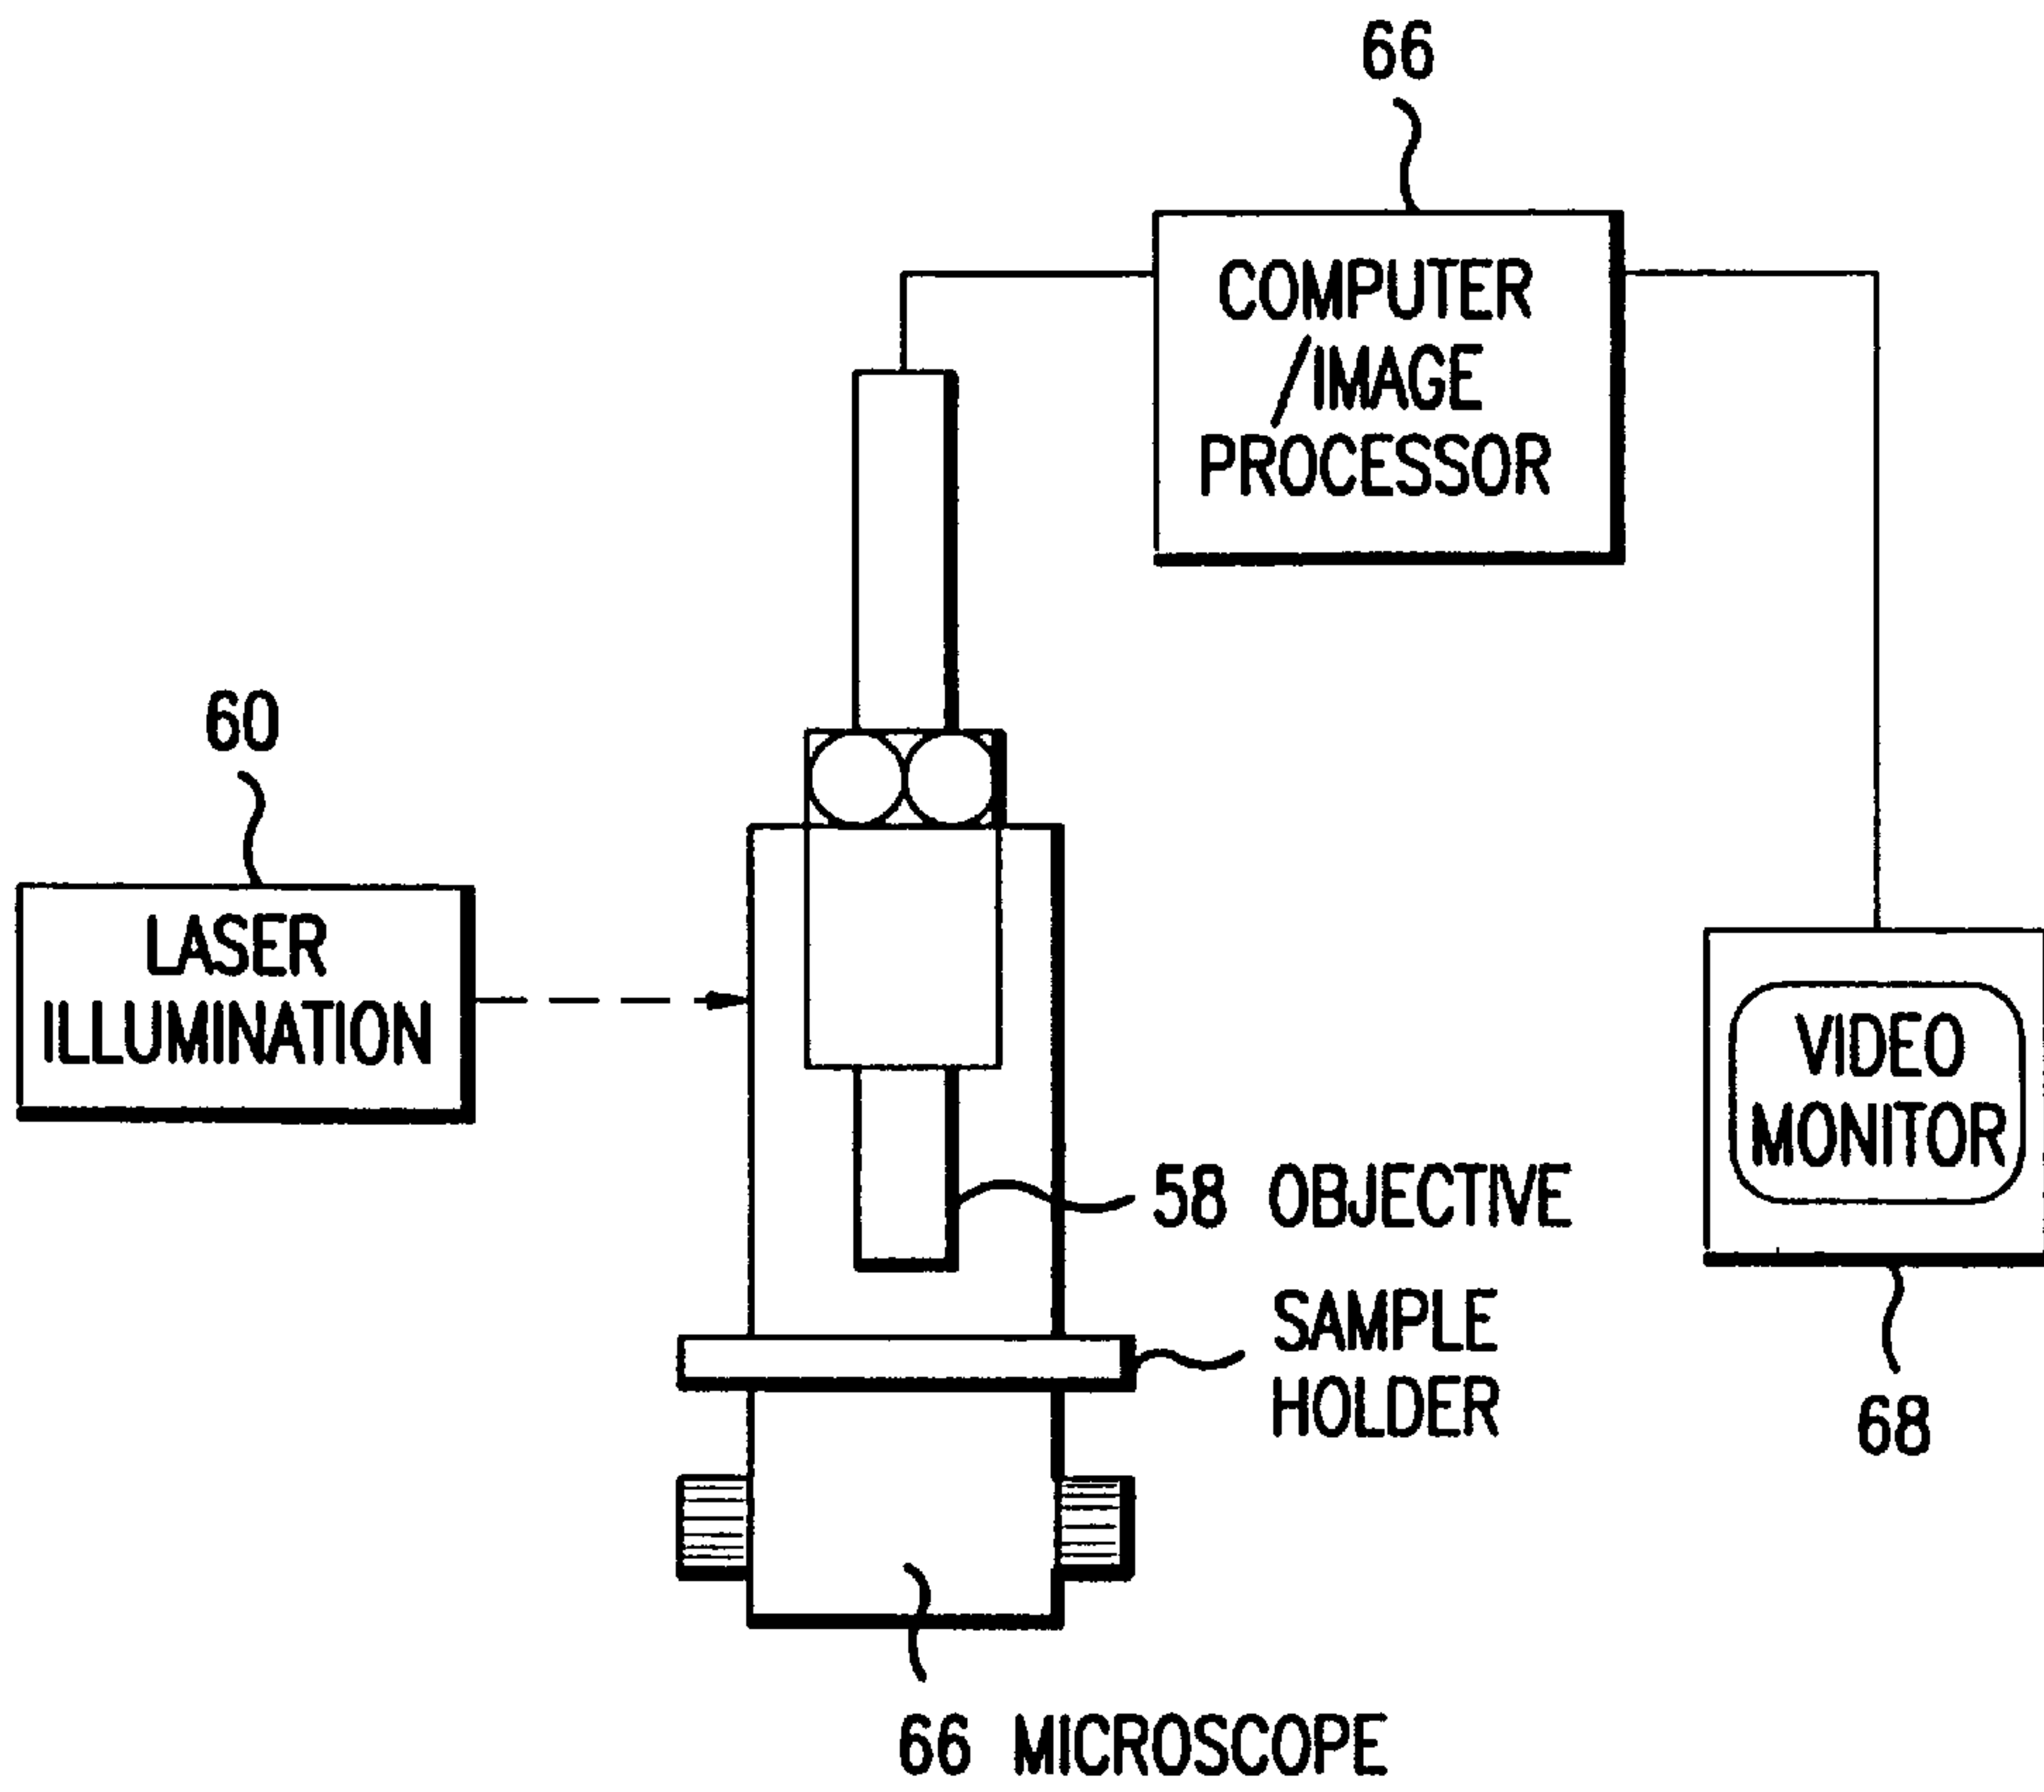 66
COMPUTER
/IMAGE
PROCESSOR
60
LASER
ILLUMINATION
VIDEO
MONITOR
58 OBJECTIVE
SAMPLE
HOLDER
68
66 MICROSCOPE